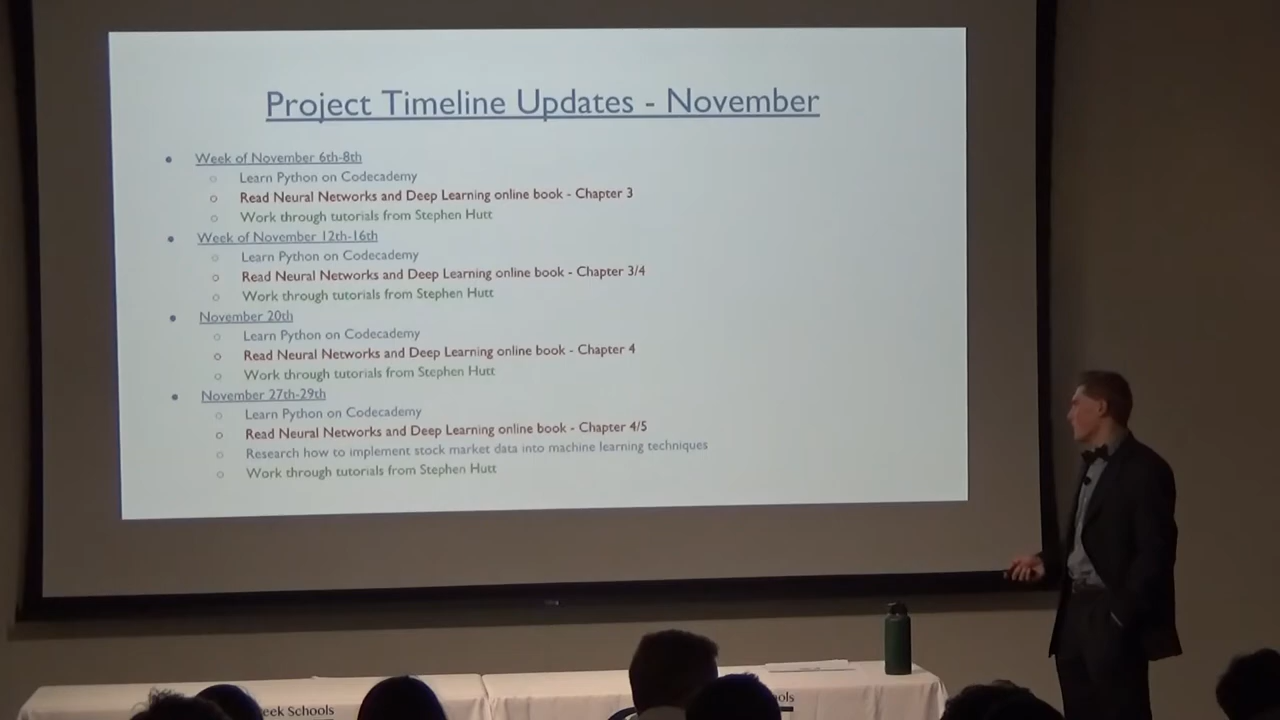 Project Timeline Updates - November
Week of November 6th-8th
Learn Python on Codecademy
Read Neural Networks and Deep Learning online book - Chapter 3
Work through tutorials from Stephen Hutt
Week of November 12th-16th
Learn Python on Codecademy
Read Neural Networks and Deep Learning online book - Chapter 3/4
Work through tutorials from Stephen Hutt
November 20th
Learn Python on Codecademy
Read Neural Networks and Deep Learning online book - Chapter 4
Work through tutorials from Stephen Hutt
November 27th-29th
Learn Python on Codecademy
Read Neural Networks and Deep Learning online book - Chapter 4/5
Research how to implement stock market data into machine learning techniques
Work through tutorials from Stephen Hutt
Schools